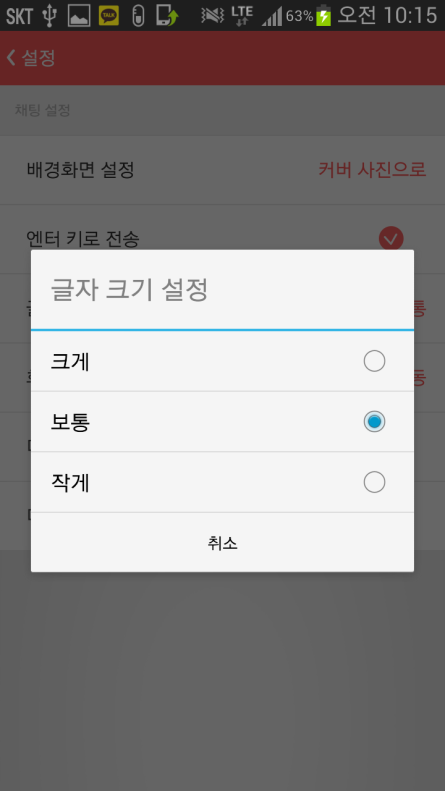 SKT TALK LTE 63% 오전 10:15
설정
채팅 설정
배경화면 설정 커버 사진으로
엔터 키로 전송
글자 크기 설정
크게
보통
작게
취소